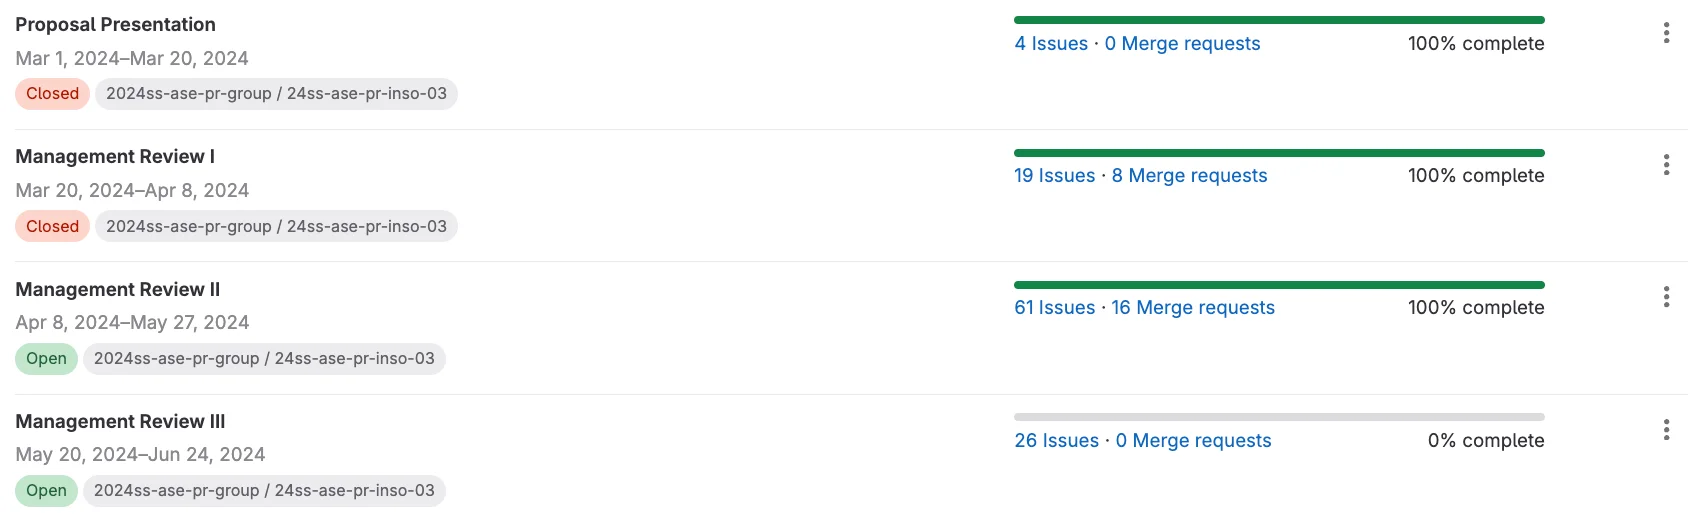 Proposal Presentation
Mar 1, 2024–Mar 20, 2024
Closed 2024ss-ase-pr-group / 24ss-ase-pr-inso-03
4 Issues · 0 Merge requests 100% complete
Management Review I
Mar 20, 2024–Apr 8, 2024
Closed 2024ss-ase-pr-group / 24ss-ase-pr-inso-03
19 Issues · 8 Merge requests 100% complete
Management Review II
Apr 8, 2024–May 27, 2024
Open 2024ss-ase-pr-group / 24ss-ase-pr-inso-03
61 Issues · 16 Merge requests 100% complete
Management Review III
May 20, 2024–Jun 24, 2024
Open 2024ss-ase-pr-group / 24ss-ase-pr-inso-03
26 Issues · 0 Merge requests 0% complete